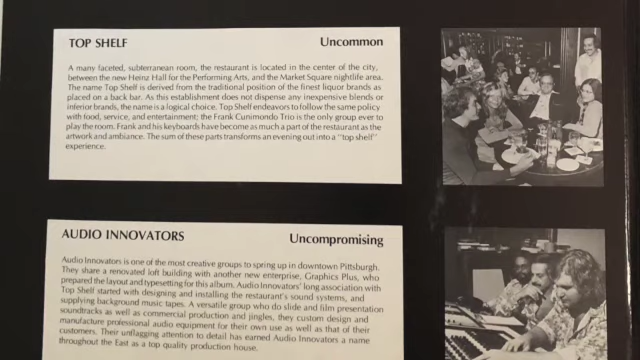 TOP SHELF Uncommon
A many faceted, subterranean room, the restaurant is located in the center of the city,
between the new Heinz Hall for the Performing Arts, and the Market Square nightlife area.
The name Top Shelf is derived from the traditional position of the finest liquor brands as
placed on a back bar. As this establishment does not dispense any inexpensive blends or
inferior brands, the name is a logical choice. Top Shelf endeavors to follow the same policy
with food, service, and entertainment; the Frank Cunimondo Trio is the only group ever to
play the room. Frank and his keyboards have become as much a part of the restaurant as the
artwork and ambiance. The sum of these parts transforms an evening out into a "top shelf"
experience.
AUDIO INNOVATORS Uncompromising
Audio Innovators is one of the most creative groups to spring up in downtown Pittsburgh.
They share a renovated loft building with another new enterprise, Graphics Plus, who
prepared the layout and typesetting for this album. Audio Innovators' long association with
Top Shelf started with designing and installing the restaurant's sound systems, and
supplying background music tapes. A versatile group who do slide and film presentation
soundtracks as well as commercial production and jingles, they custom design and
manufacture professional audio equipment for their own use as well as that of their
customers. Their unflagging attention to detail has earned Audio Innovators a name
throughout the East as a top quality production house.